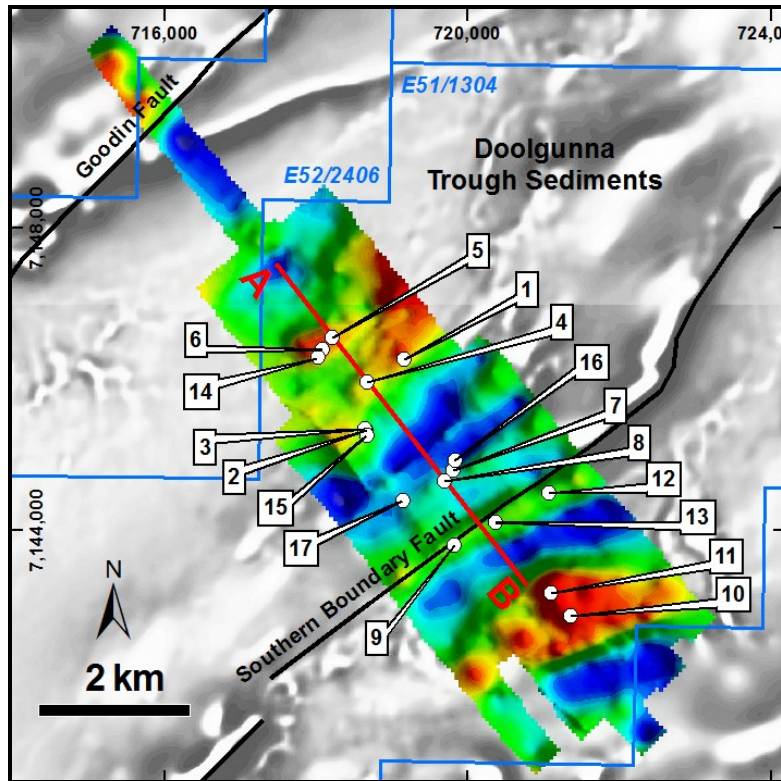 716,000
720,000
724,0
E51/1304
Goodin Fault
Doolgunna
Trough Sediments
E52/2406
7,148,000
A
5
1
6
4
14
16
7
3
8
2
12
15
13
17
7,144,000
Southern Boundary Fault
11
N
B
10
9
2 km